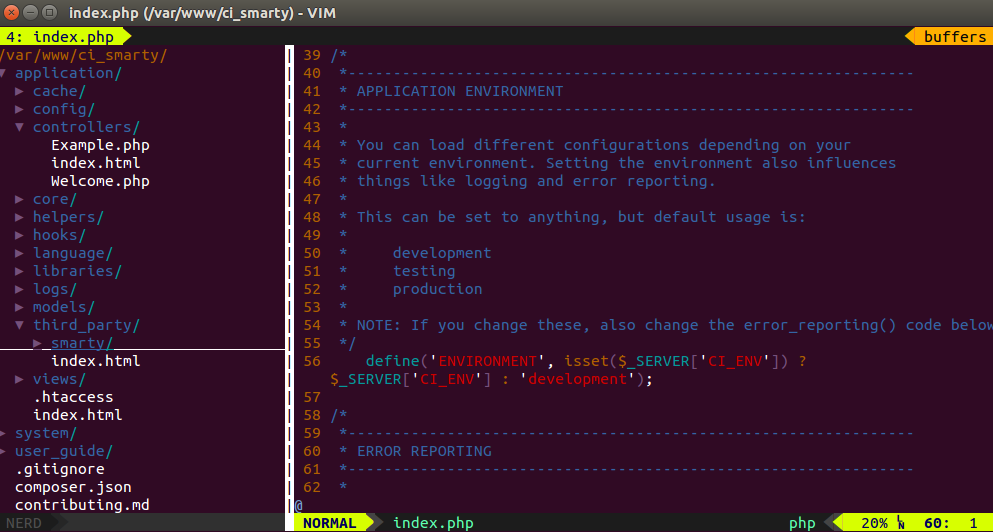 index.php (/var/www/ci_smarty) - VIM
4: index.php
buffers
/var/www/ci_smarty/
▼ application/
▶ cache/
▶ config/
▼ controllers/
Example.php
index.html
Welcome.php
▶ core/
▶ helpers/
▶ hooks/
▶ language/
▶ libraries/
▶ logs/
▶ models/
▼ third_party/
▶ smarty/
index.html
▶ views/
.htaccess
index.html
▶ system/
▶ user_guide/
.gitignore
composer.json
contributing.md
NERD
39 /*
40  *---------------------------------------------------------------
41  * APPLICATION ENVIRONMENT
42  *---------------------------------------------------------------
43  *
44  * You can load different configurations depending on your
45  * current environment. Setting the environment also influences
46  * things like logging and error reporting.
47  *
48  * This can be set to anything, but default usage is:
49  *
50  *     development
51  *     testing
52  *     production
53  *
54  * NOTE: If you change these, also change the error_reporting() code below
55  */
56     define('ENVIRONMENT', isset($_SERVER['CI_ENV']) ?
$_SERVER['CI_ENV'] : 'development');
57
58 /*
59  *---------------------------------------------------------------
60  * ERROR REPORTING
61  *---------------------------------------------------------------
62  *
@
NORMAL index.php php 20% ␤ 60: 1